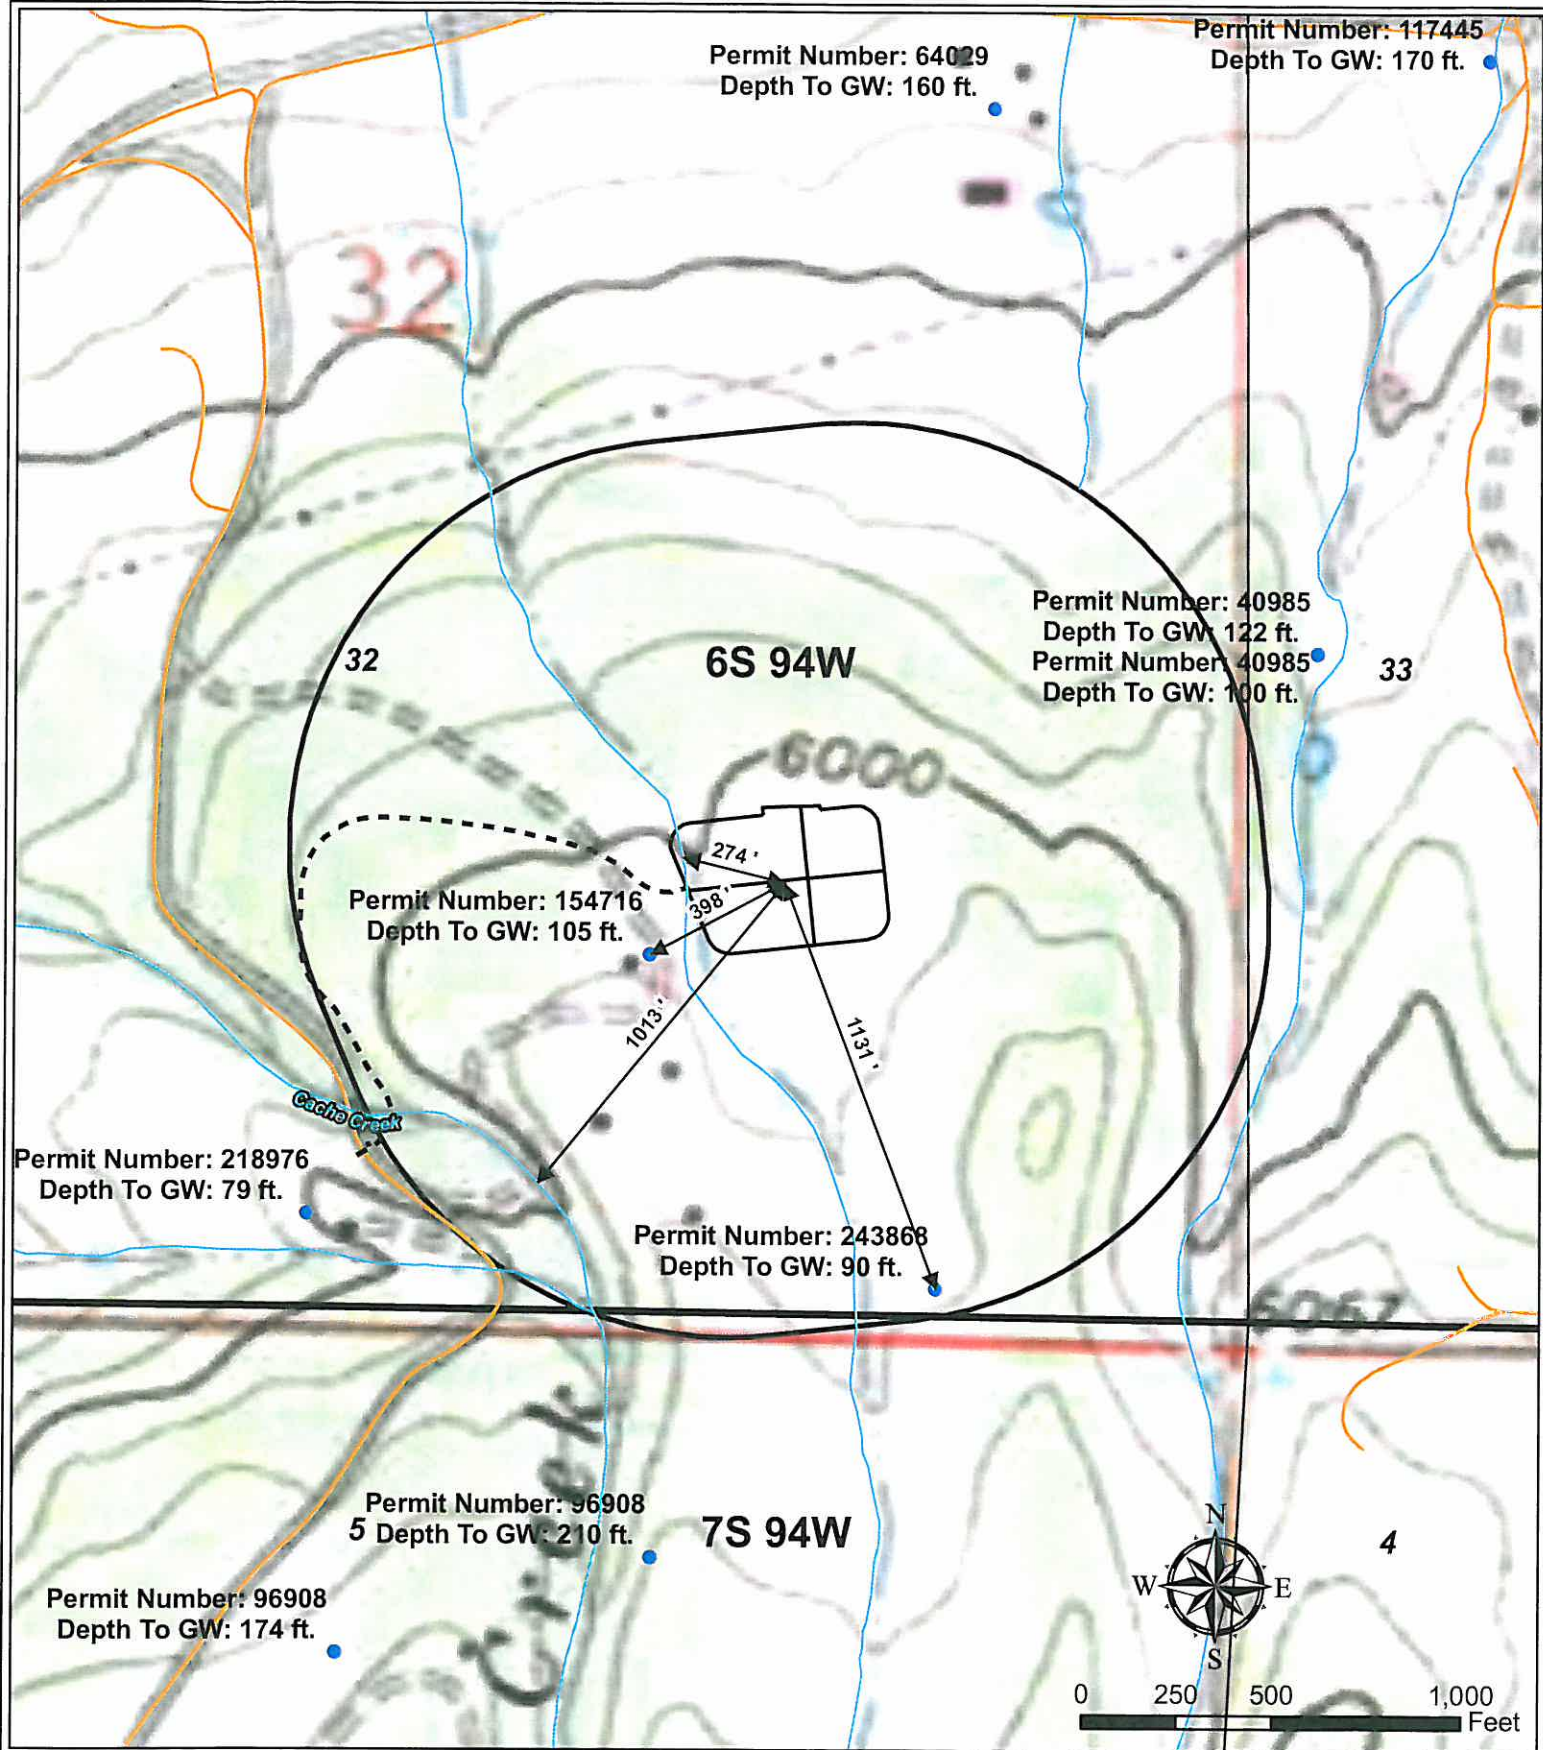 Permit Number: 117445
Depth To GW: 170 ft.
Permit Number: 64029
Depth To GW: 160 ft.
32
Permit Number: 40985
Depth To GW: 122 ft.
Permit Number: 40985
Depth To GW: 100 ft.
32
6S 94W
33
6000
274 '
398 '
Permit Number: 154716
Depth To GW: 105 ft.
1013 '
1131 '
Cache Creek
Permit Number: 218976
Depth To GW: 79 ft.
Permit Number: 243868
Depth To GW: 90 ft.
6067
Creek
Permit Number: 96908
5 Depth To GW: 210 ft.
7S 94W
4
N
W E
S
Permit Number: 96908
Depth To GW: 174 ft.
0 250 500 1,000
Feet